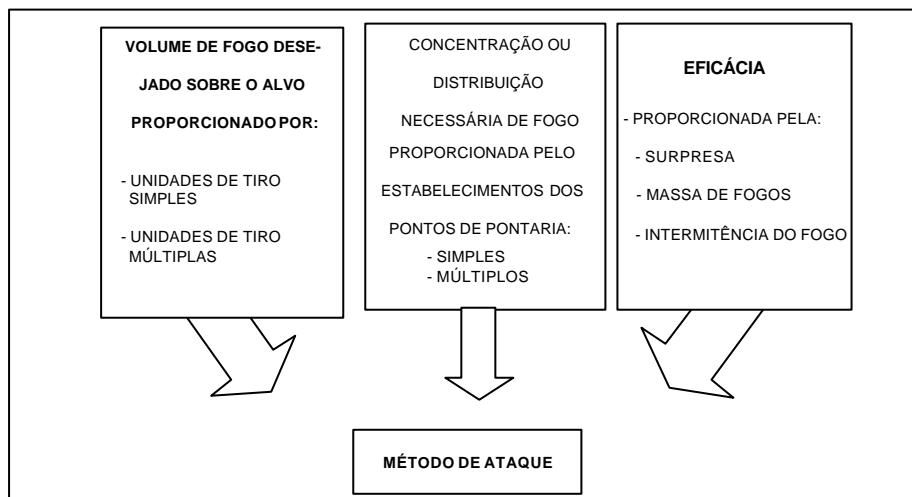 VOLUME DE FOGO DESE-
JADO SOBRE O ALVO
PROPORCIONADO POR:
- UNIDADES DE TIRO
SIMPLES
- UNIDADES DE TIRO
MÚLTIPLAS
CONCENTRAÇÃO OU
DISTRIBUIÇÃO
NECESSÁRIA DE FOGO
PROPORCIONADA PELO
ESTABELECIMENTOS DOS
PONTOS DE PONTARIA:
- SIMPLES
- MÚLTIPLOS
EFICÁCIA
- PROPORCIONADA PELA:
- SURPRESA
- MASSA DE FOGOS
- INTERMITÊNCIA DO FOGO
MÉTODO DE ATAQUE